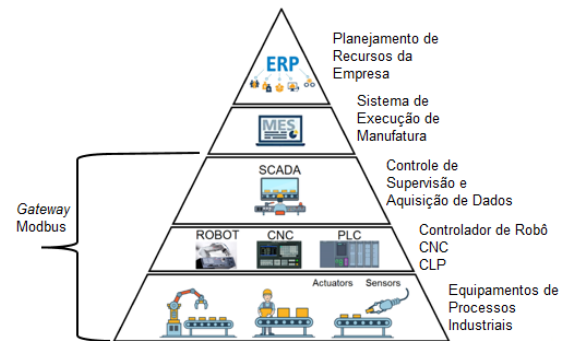 ERP
Planejamento de
Recursos da
Empresa
MES
Sistema de
Execução de
Manufatura
SCADA
Controle de
Supervisão e
Aquisição de Dados
Gateway
Modbus
ROBOT CNC PLC
Controlador de Robô
CNC
CLP
Actuators Sensors
Equipamentos de
Processos
Industriais